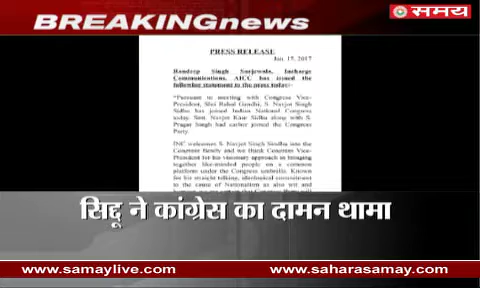 BREAKINGnews
समय
PRESS RELEASE
Jan. 15, 2017
Randeep Singh Surjewala, Incharge
Communications, AICC has issued the
following statement to the press today:-
"Pursuant to meeting with Congress Vice-
President, Shri Rahul Gandhi, S. Navjot Singh
Sidhu has joined Indian National Congress
today. Smt. Navjot Kaur Sidhu along with S.
Pragat Singh had earlier joined the Congress
Party.
INC welcomes S. Navjot Singh Sindhu into the
Congress family and we thank Congress Vice-
President for his visionary approach in bringing
together like-minded people on a common
platform under the Congress umbrella. Known
for his straight talking, ideological commitment
to the cause of Nationalism as also wit and
सिद्दू ने कांग्रेस का दामन थामा
www.samaylive.com
www.saharasamay.com